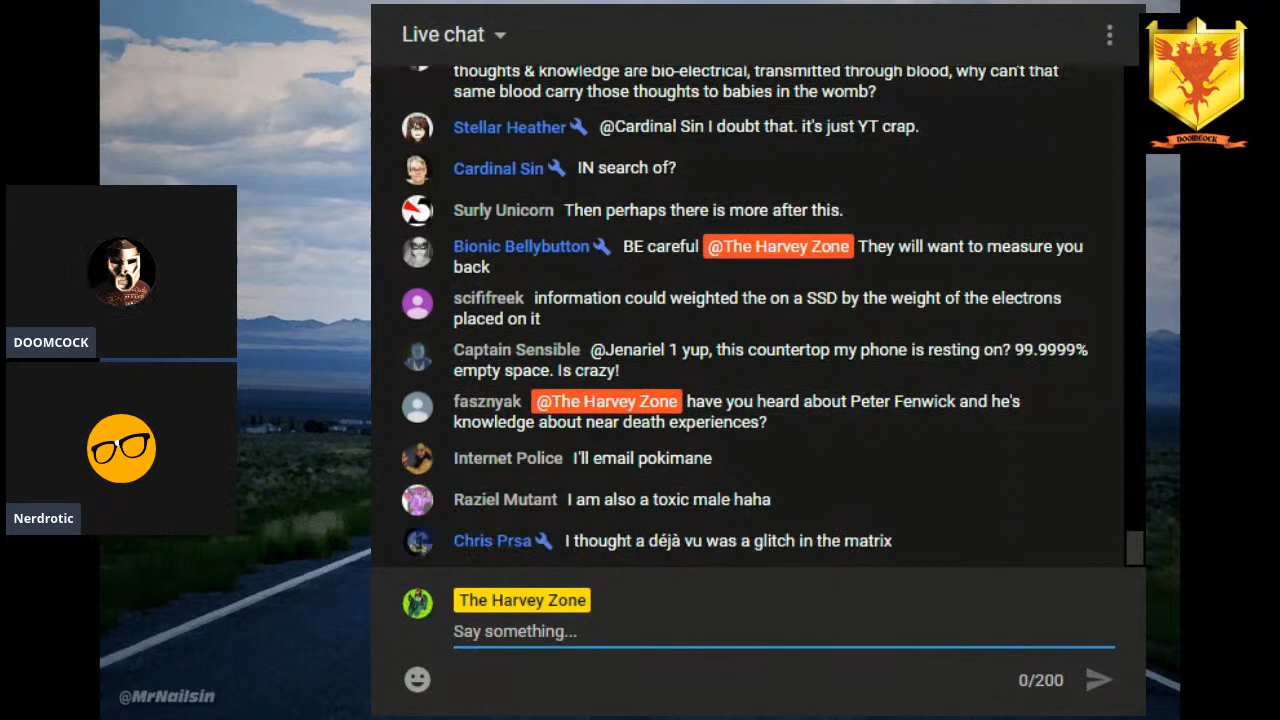 Live chat
thoughts & knowledge are bio-electrical, transmitted through blood, why can't that
same blood carry those thoughts to babies in the womb?
Stellar Heather @Cardinal Sin I doubt that. it's just YT crap.
Cardinal Sin IN search of?
Surly Unicorn Then perhaps there is more after this.
Bionic Bellybutton BE careful @The Harvey Zone They will want to measure you
back
scififreek information could weighted the on a SSD by the weight of the electrons
placed on it
Captain Sensible @Jenariel 1 yup, this countertop my phone is resting on? 99.9999%
empty space. Is crazy!
fasznyak @The Harvey Zone have you heard about Peter Fenwick and he's
knowledge about near death experiences?
Internet Police I'll email pokimane
Raziel Mutant I am also a toxic male haha
Chris Prsa I thought a déjà vu was a glitch in the matrix
The Harvey Zone
Say something...
0/200
DOOMCOCK
Nerdrotic
DOOMCOCK
@MrNailsin